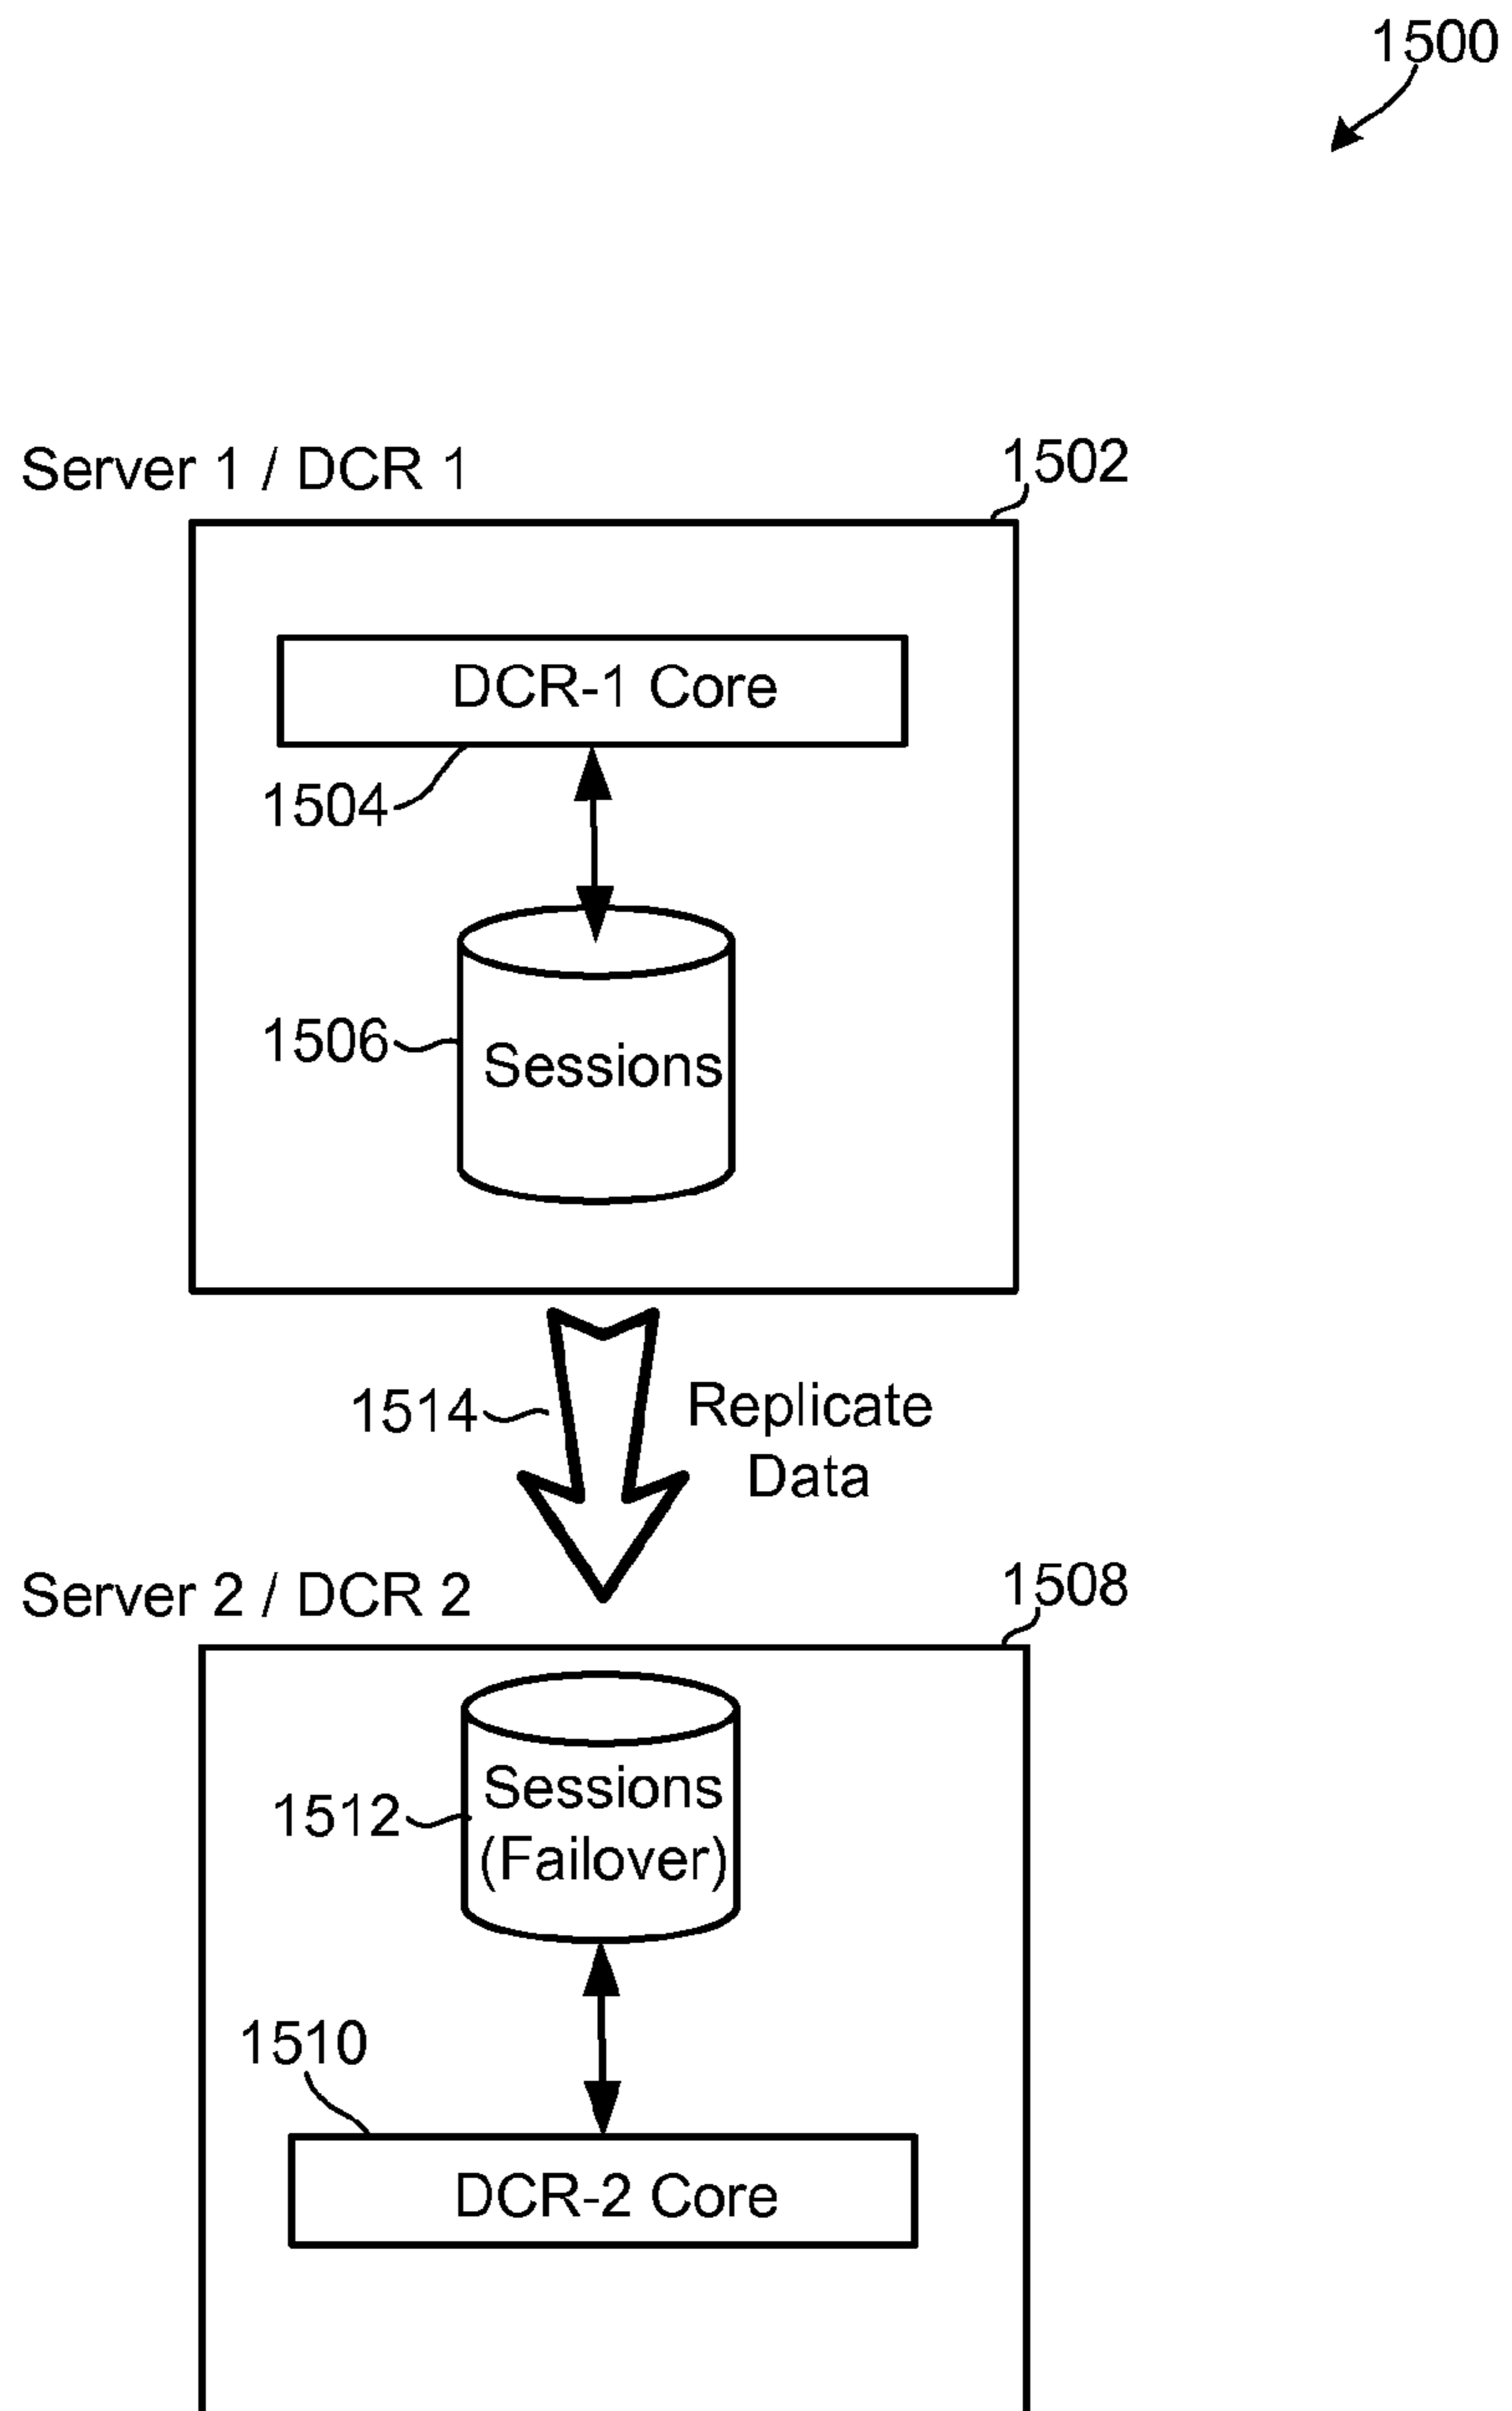 1500
Server 1 / DCR 1
1502
DCR-1 Core
1504
1506
Sessions
1514
Replicate
Data
Server 2 / DCR 2
1508
1512
Sessions
(Failover)
1510
DCR-2 Core